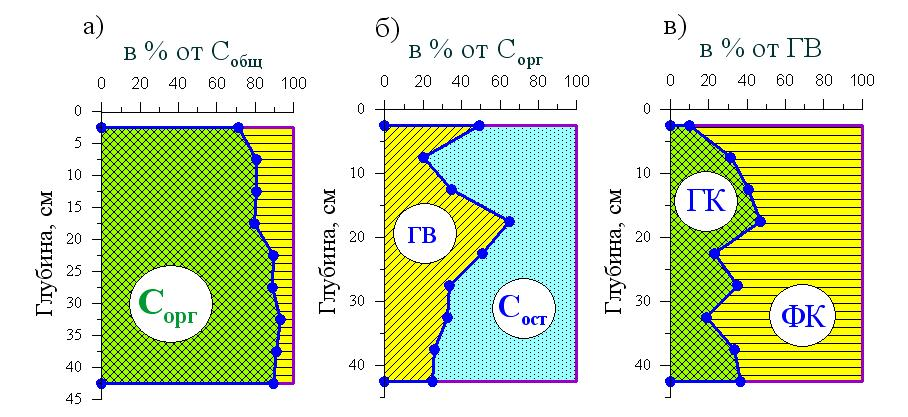 а)
в % от Cобщ
0 20 40 60 80 100
Глубина, см
0
5
10
15
20
25
30
35
40
45
Cорг
б)
в % от Cорг
0 20 40 60 80 100
Глубина, см
0
10
20
30
40
ГВ
Cост
в)
в % от ГВ
0 20 40 60 80 100
Глубина, см
0
10
20
30
40
ГК
ФК